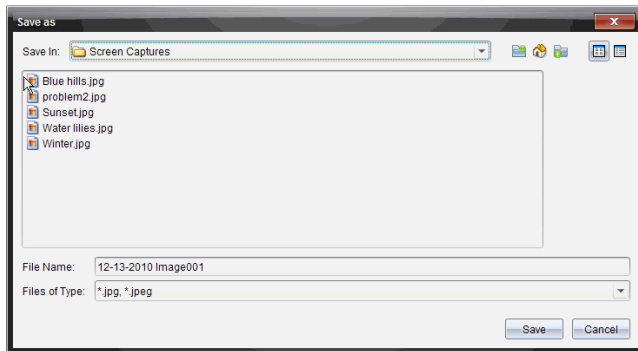 Save as
Save In: Screen Captures
Blue hills.jpg
problem2.jpg
Sunset.jpg
Water lilies.jpg
Winter.jpg
File Name: 12-13-2010 Image001
Files of Type: *.jpg, *.jpeg
Save Cancel